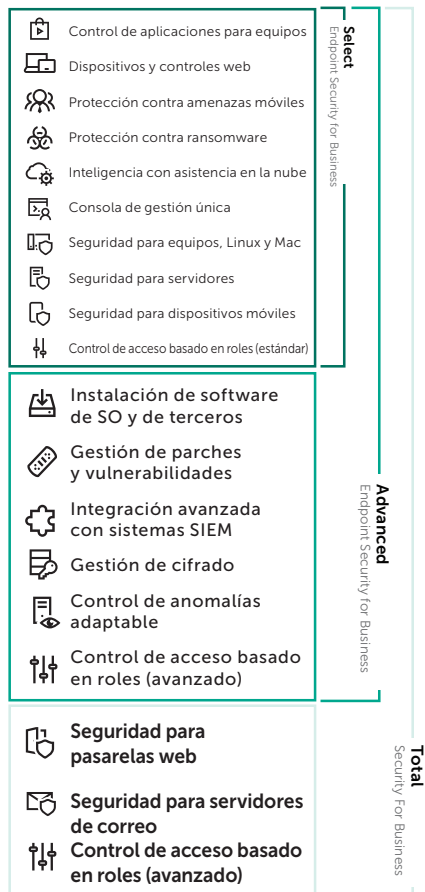 Control de aplicaciones para equipos
Dispositivos y controles web
Protección contra amenazas móviles
Protección contra ransomware
Inteligencia con asistencia en la nube
Consola de gestión única
Seguridad para equipos, Linux y Mac
Seguridad para servidores
Seguridad para dispositivos móviles
Control de acceso basado en roles (estándar)
Select
Endpoint Security for Business
Instalación de software
de SO y de terceros
Gestión de parches
y vulnerabilidades
Integración avanzada
con sistemas SIEM
Gestión de cifrado
Control de anomalías
adaptable
Control de acceso basado
en roles (avanzado)
Advanced
Endpoint Security for Business
Seguridad para
pasarelas web
Seguridad para servidores
de correo
Control de acceso basado
en roles (avanzado)
Total
Security For Business